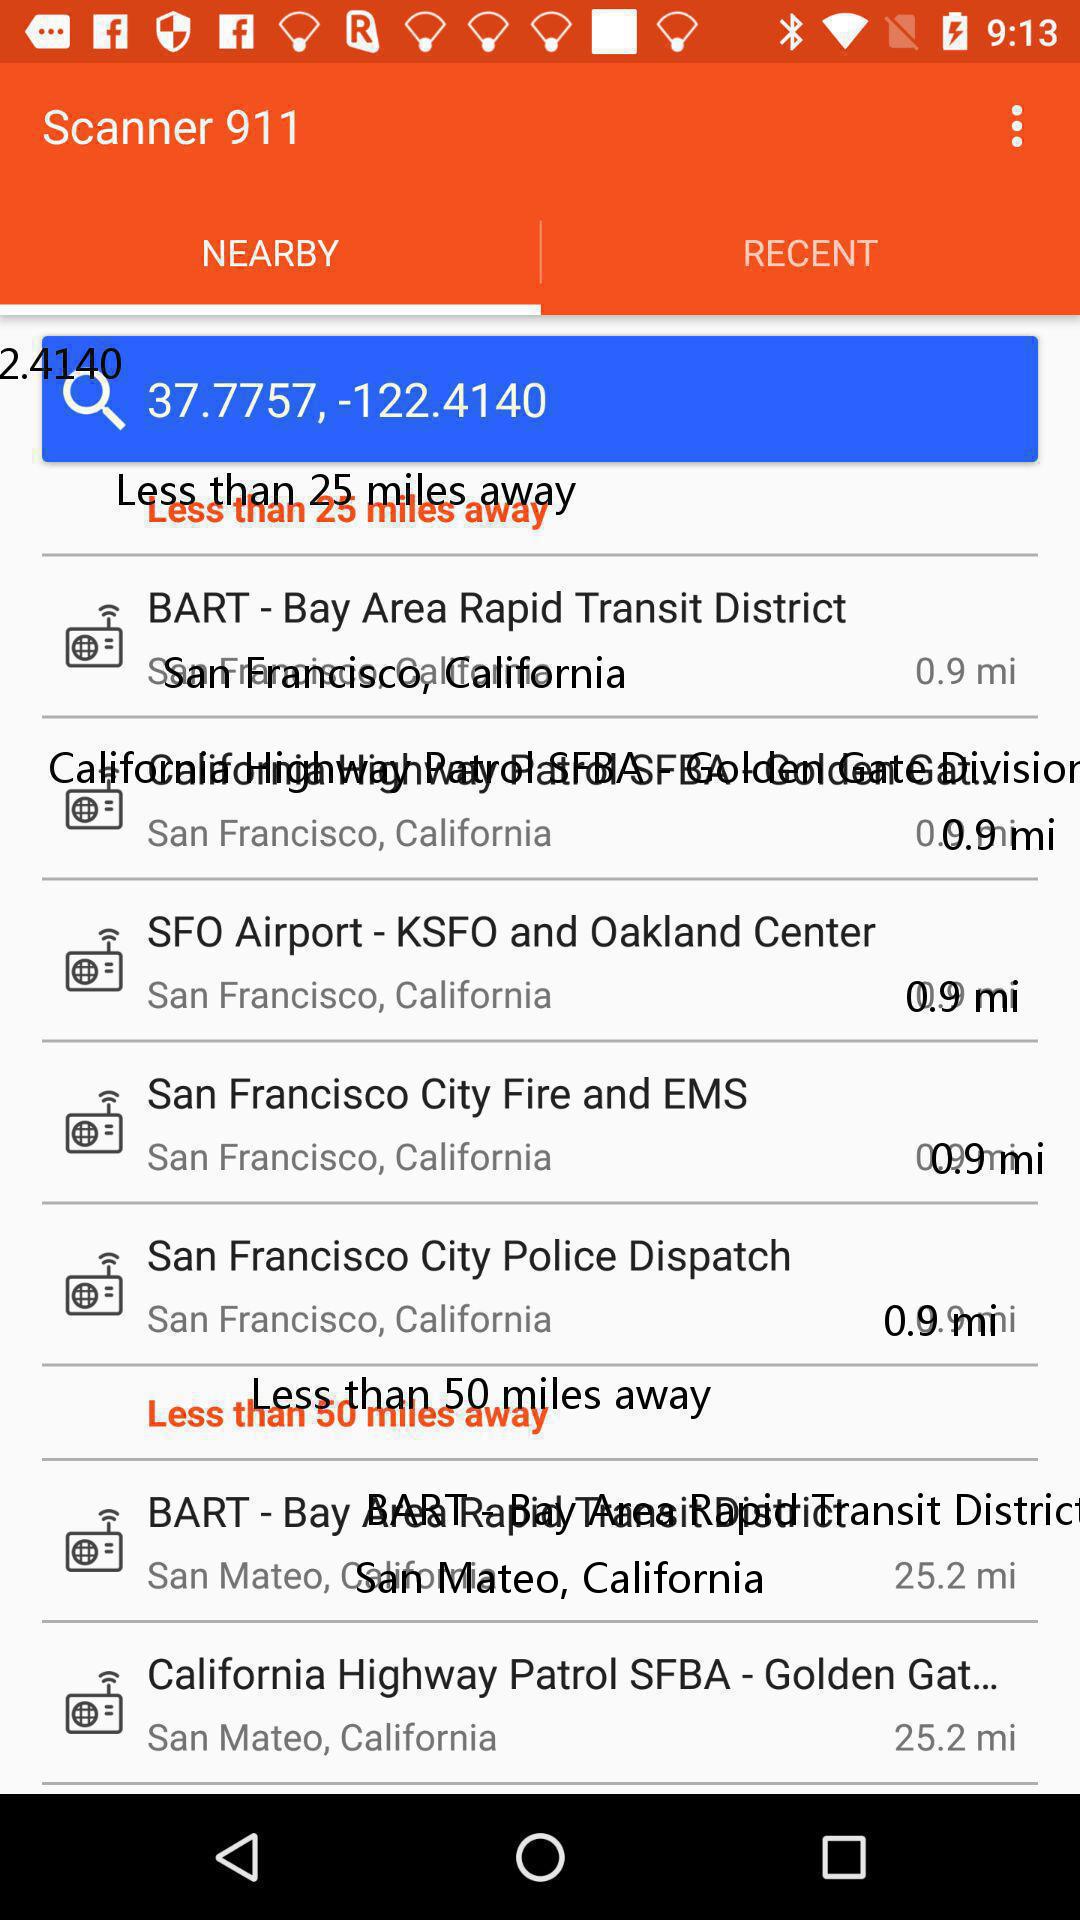 9:13
Scanner 911
NEARBY
RECENT
2.4140
37.7757, -122.4140
Less than 25 miles away
Less than 25 miles away
BART - Bay Area Rapid Transit District
San Francisco, California
San Francisco, California
0.9 mi
California Highway Patrol SFBA - Golden Gat...
California Highway Patrol SFBA - Golden Gate Division
San Francisco, California
0.9 mi
0.9 mi
SFO Airport - KSFO and Oakland Center
San Francisco, California
0.9 mi
0.9 mi
San Francisco City Fire and EMS
San Francisco, California
0.9 mi
0.9 mi
San Francisco City Police Dispatch
San Francisco, California
0.9 mi
0.9 mi
Less than 50 miles away
Less than 50 miles away
BART - Bay Area Rapid Transit District
BART - Bay Area Rapid Transit District
San Mateo, California
San Mateo, California
25.2 mi
California Highway Patrol SFBA - Golden Gat...
San Mateo, California
25.2 mi